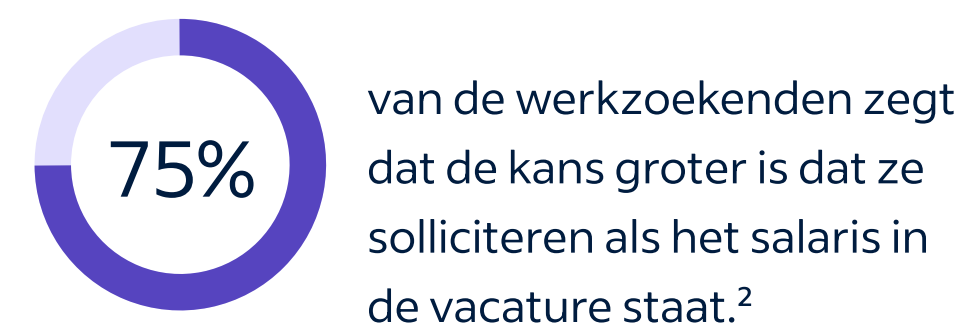 75%
van de werkzoekenden zegt
dat de kans groter is dat ze
solliciteren als het salaris in
de vacature staat.²